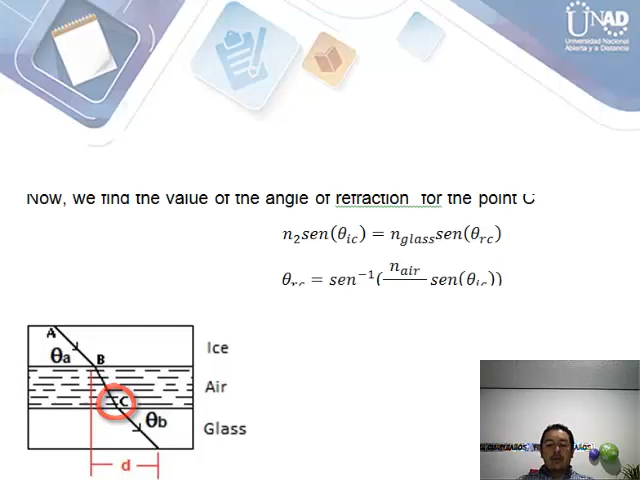 UNAD
Universidad Nacional
Abierta y a Distancia
Now, we find the value of the angle of refraction for the point C
n₂sen(θ_ic) = n_glass sen(θ_rc)
θ_rc = sen⁻¹(n_air/ sen(θ_ic))
A
θa
B
Ice
Air
C
θb
Glass
d